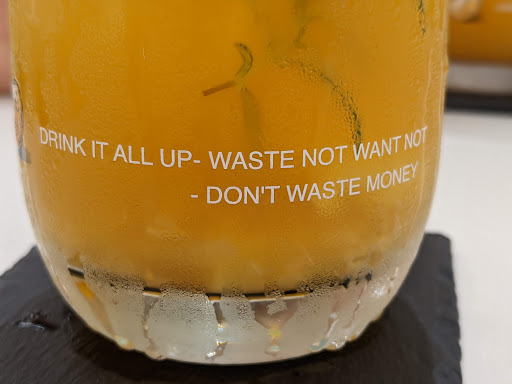 DRINK IT ALL UP- WASTE NOT WANT NOT
- DON'T WASTE MONEY